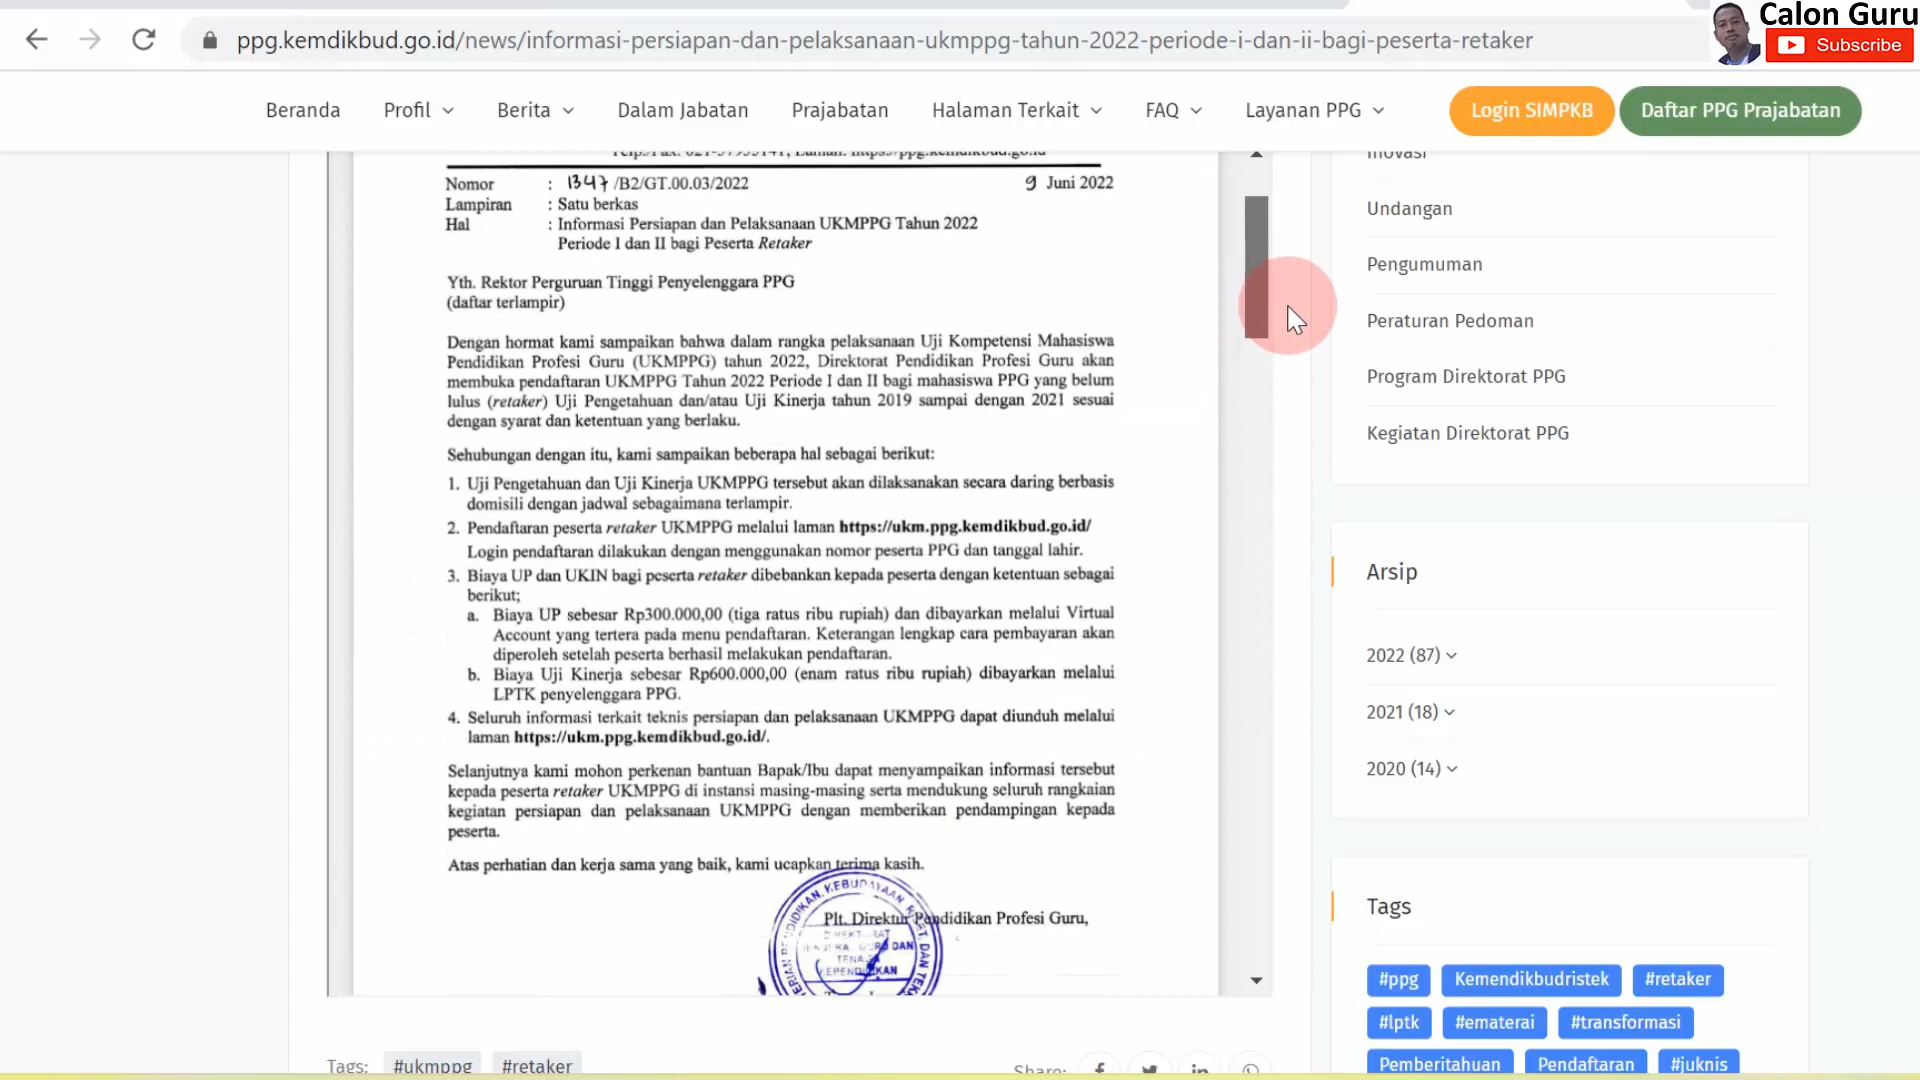 Calon Guru
Subscribe
ppg.kemdikbud.go.id/news/informasi-persiapan-dan-pelaksanaan-ukmppg-tahun-2022-periode-i-dan-ii-bagi-peserta-retaker
Beranda Profil Berita Dalam Jabatan Prajabatan Halaman Terkait FAQ Layanan PPG Login SIMPKB Daftar PPG Prajabatan
Nomor : 1347 /B2/GT.00.03/2022 9 Juni 2022
Lampiran : Satu berkas
Hal : Informasi Persiapan dan Pelaksanaan UKMPPG Tahun 2022
Periode I dan II bagi Peserta Retaker
Yth. Rektor Perguruan Tinggi Penyelenggara PPG
(daftar terlampir)
Dengan hormat kami sampaikan bahwa dalam rangka pelaksanaan Uji Kompetensi Mahasiswa
Pendidikan Profesi Guru (UKMPPG) tahun 2022, Direktorat Pendidikan Profesi Guru akan
membuka pendaftaran UKMPPG Tahun 2022 Periode I dan II bagi mahasiswa PPG yang belum
lulus (retaker) Uji Pengetahuan dan/atau Uji Kinerja tahun 2019 sampai dengan 2021 sesuai
dengan syarat dan ketentuan yang berlaku.
Sehubungan dengan itu, kami sampaikan beberapa hal sebagai berikut:
1. Uji Pengetahuan dan Uji Kinerja UKMPPG tersebut akan dilaksanakan secara daring berbasis
domisili dengan jadwal sebagaimana terlampir.
2. Pendaftaran peserta retaker UKMPPG melalui laman https://ukm.ppg.kemdikbud.go.id/
Login pendaftaran dilakukan dengan menggunakan nomor peserta PPG dan tanggal lahir.
3. Biaya UP dan UKIN bagi peserta retaker dibebankan kepada peserta dengan ketentuan sebagai
berikut;
a. Biaya UP sebesar Rp300.000,00 (tiga ratus ribu rupiah) dan dibayarkan melalui Virtual
Account yang tertera pada menu pendaftaran. Keterangan lengkap cara pembayaran akan
diperoleh setelah peserta berhasil melakukan pendaftaran.
b. Biaya Uji Kinerja sebesar Rp600.000,00 (enam ratus ribu rupiah) dibayarkan melalui
LPTK penyelenggara PPG.
4. Seluruh informasi terkait teknis persiapan dan pelaksanaan UKMPPG dapat diunduh melalui
laman https://ukm.ppg.kemdikbud.go.id/.
Selanjutnya kami mohon perkenan bantuan Bapak/Ibu dapat menyampaikan informasi tersebut
kepada peserta retaker UKMPPG di instansi masing-masing serta mendukung seluruh rangkaian
kegiatan persiapan dan pelaksanaan UKMPPG dengan memberikan pendampingan kepada
peserta.
Atas perhatian dan kerja sama yang baik, kami ucapkan terima kasih.
Plt. Direktur Pendidikan Profesi Guru,
Tags: #ukmppg #retaker
Share:
Inovasi
Undangan
Pengumuman
Peraturan Pedoman
Program Direktorat PPG
Kegiatan Direktorat PPG
Arsip
2022 (87)
2021 (18)
2020 (14)
Tags
#ppg Kemendikbudristek #retaker
#lptk #ematerai #transformasi
Pemberitahuan Pendaftaran #juknis